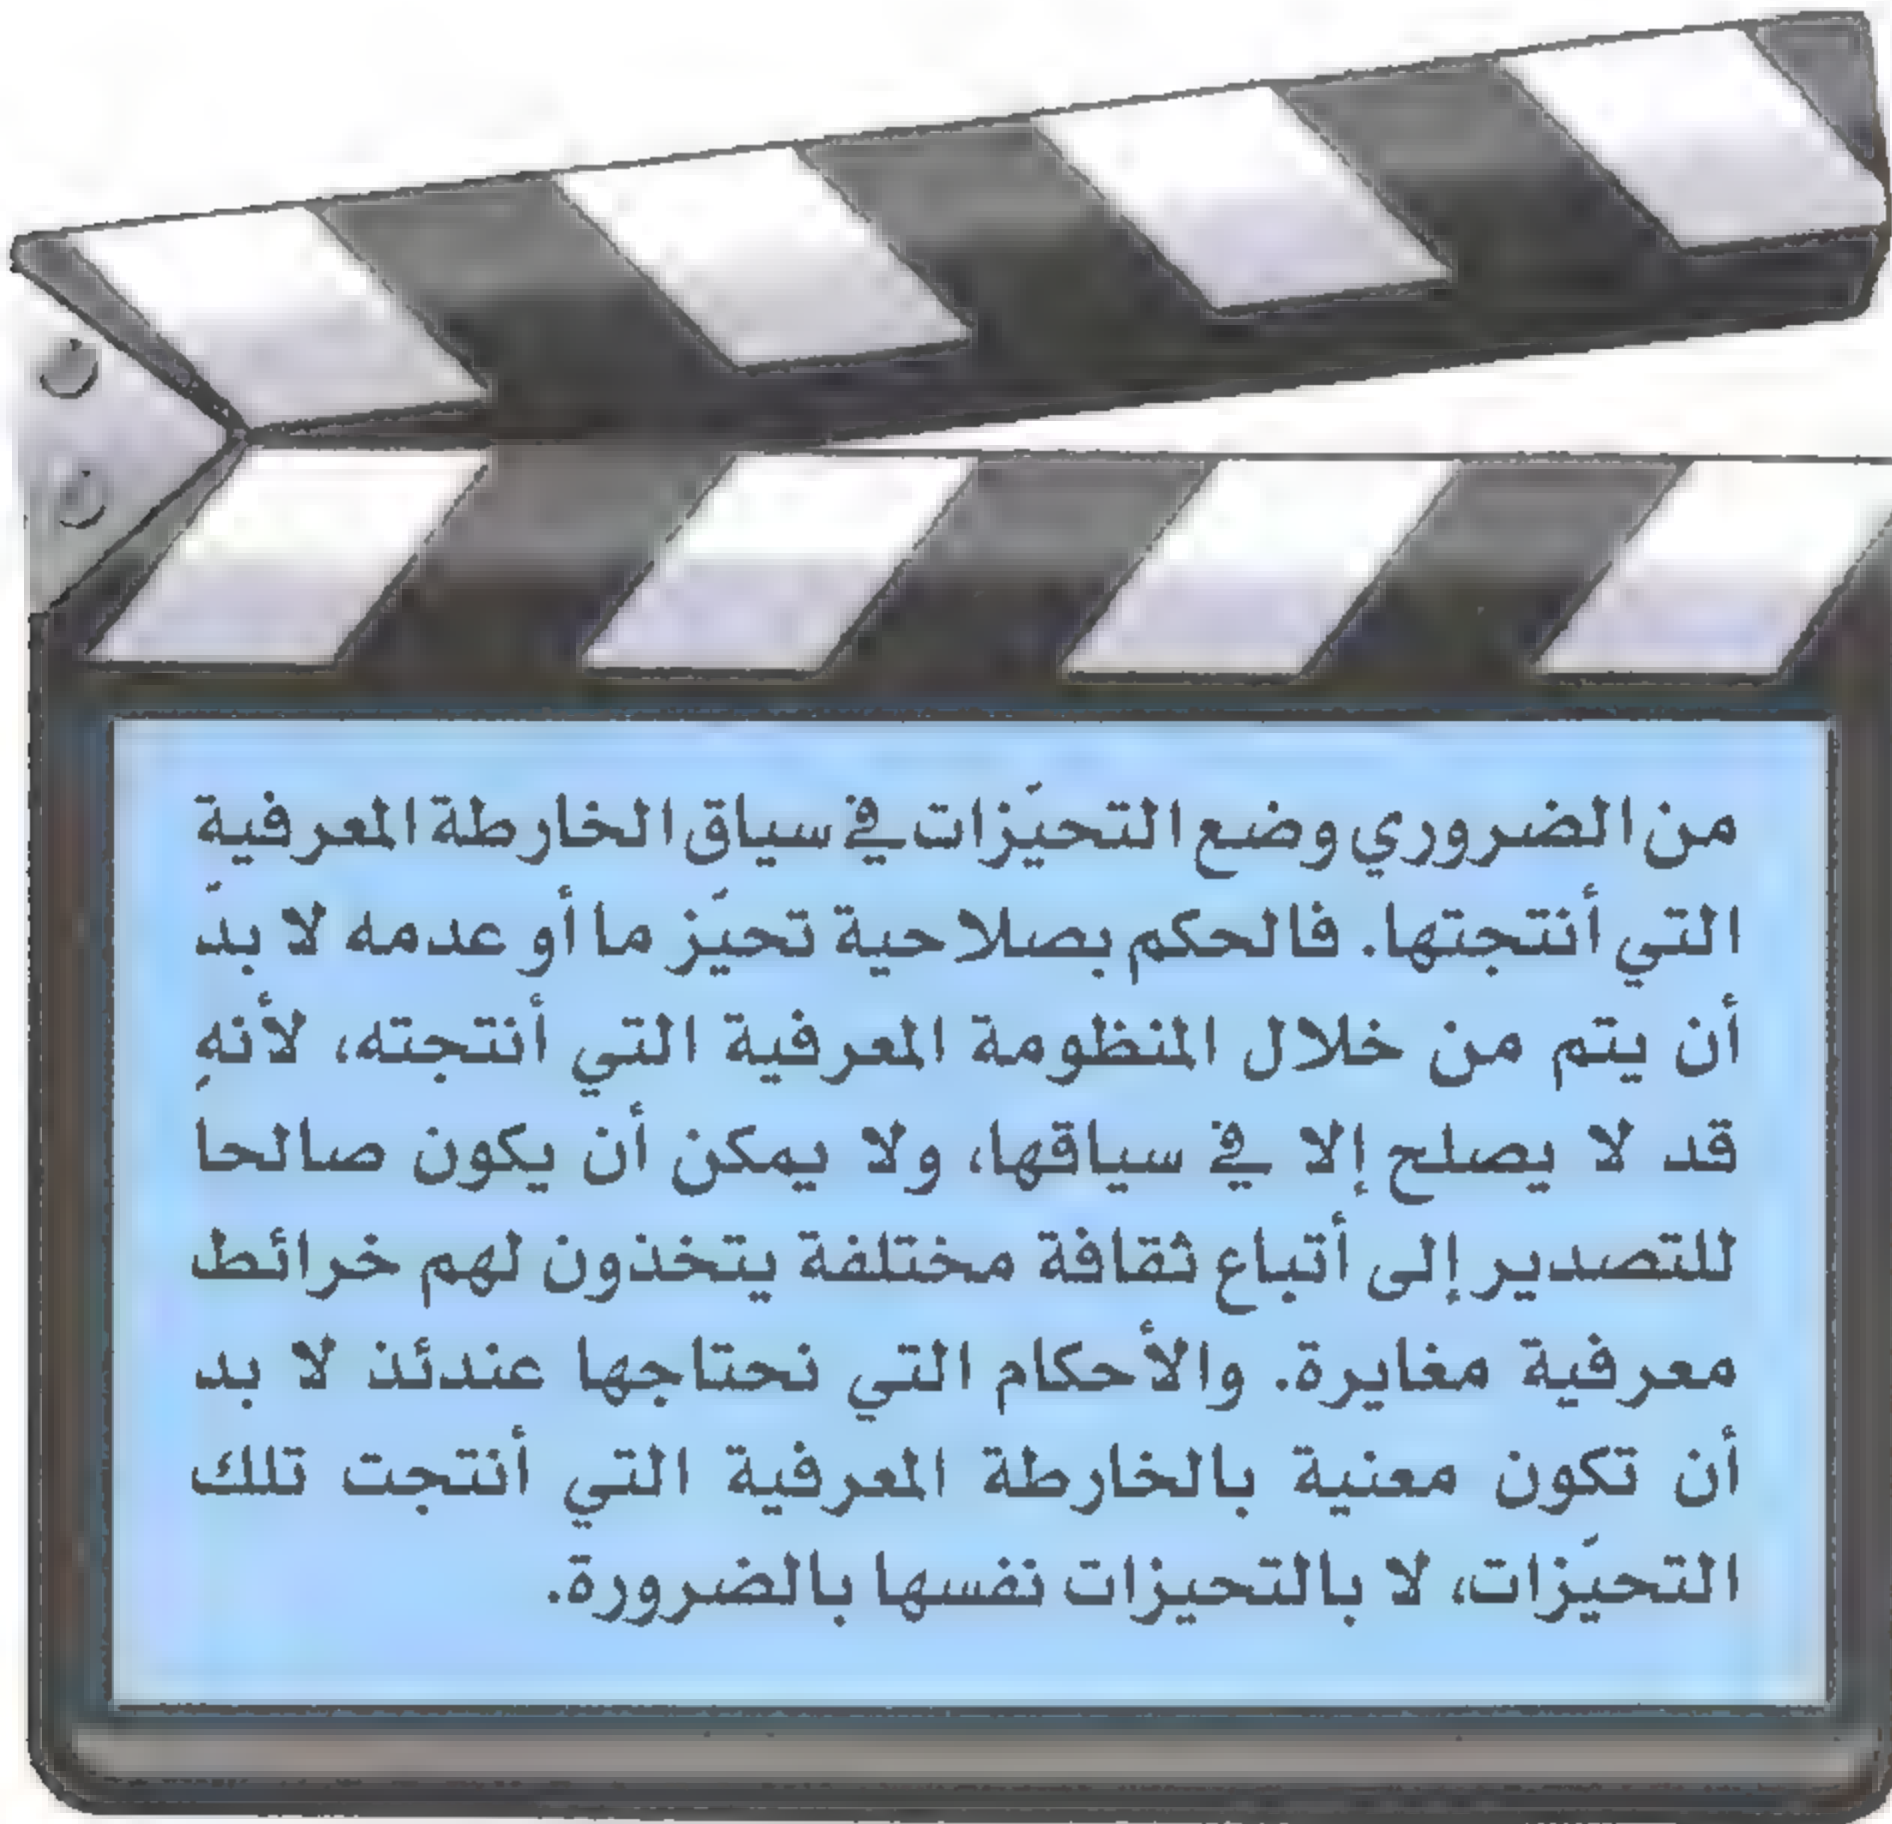 من الضروري وضع التحيّزات في سياق الخارطة المعرفية
التي أنتجتها. فالحكم بصلاحية تحيّز ما أو عدمه لا بدّ
أن يتم من خلال المنظومة المعرفية التي أنتجته، لأنهِ
قد لا يصلح إلا في سياقها، ولا يمكن أن يكون صالحا
للتصدير إلى أتباع ثقافة مختلفة يتخذون لهم خرائط
معرفية مغايرة. والأحكام التي نحتاجها عندئذ لا بد
أن تكون معنية بالخارطة المعرفية التي أنتجت تلك
التحيّزات، لا بالتحيزات نفسها بالضرورة.